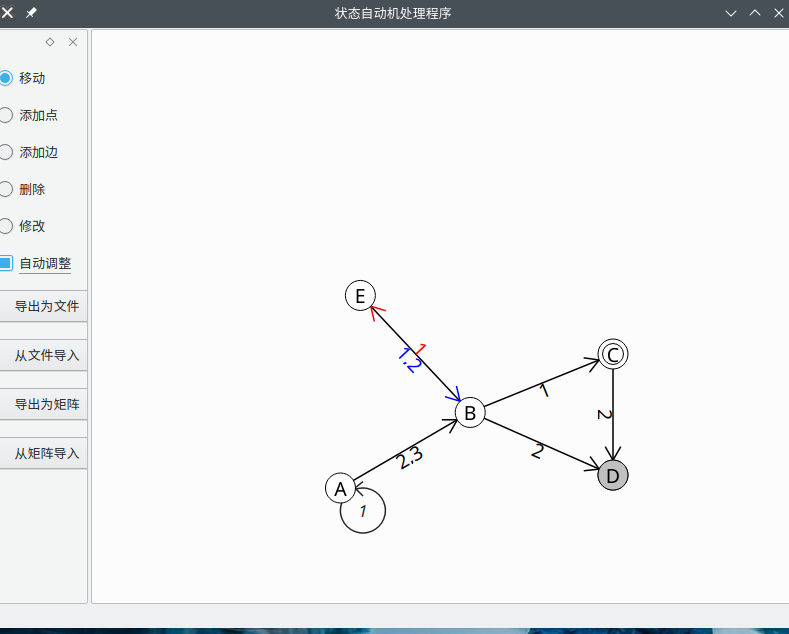 状态自动机处理程序
移动
添加点
添加边
删除
修改
自动调整
导出为文件
从文件导入
导出为矩阵
从矩阵导入
E
1
1,2
C
1
B
2
2
2,3
A
D
1